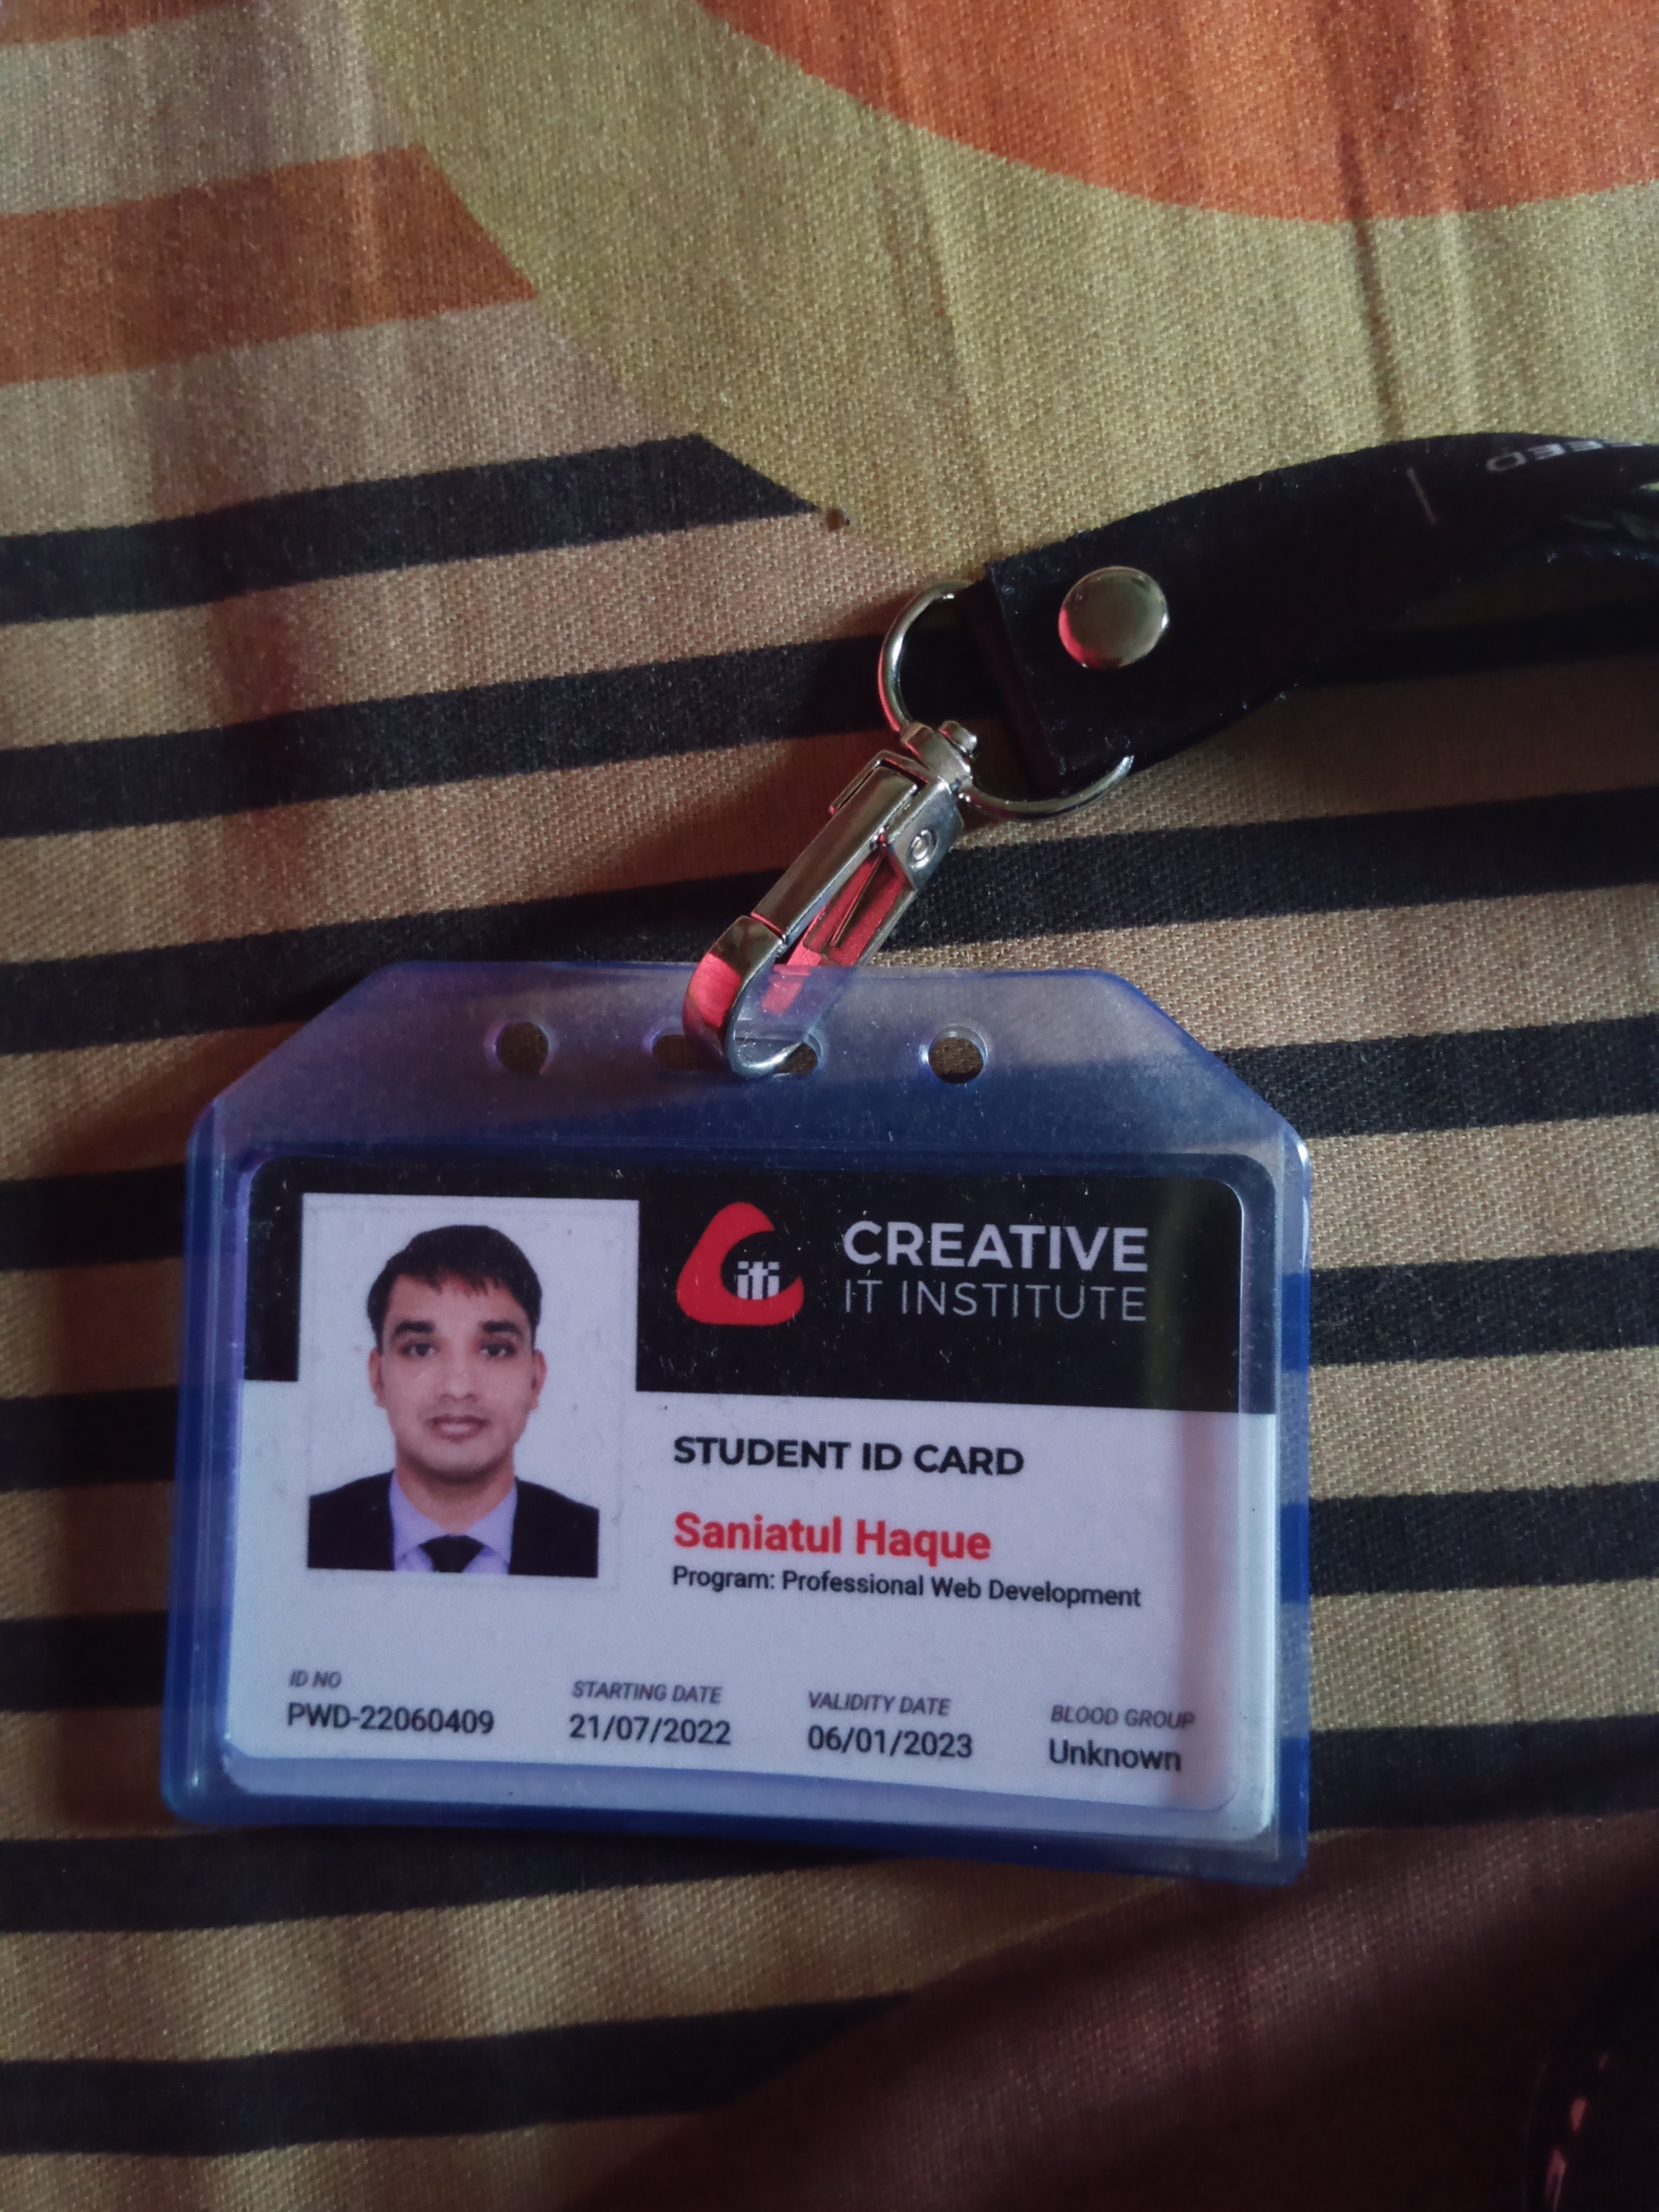 CREATIVE
IT INSTITUTE
iti
STUDENT ID CARD
Saniatul Haque
Program: Professional Web Development
ID NO
PWD-22060409
STARTING DATE
21/07/2022
VALIDITY DATE
06/01/2023
BLOOD GROUP
Unknown